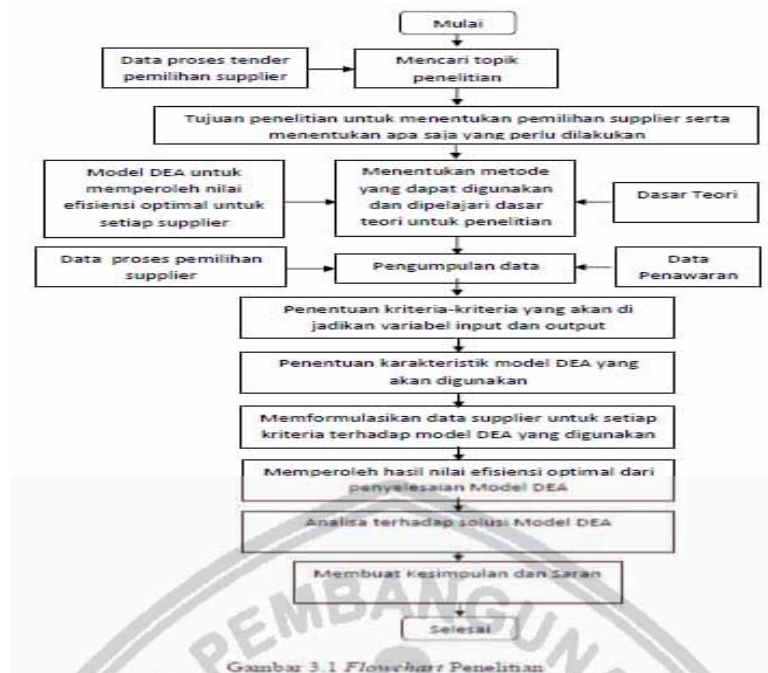 Mulai
Data proses tender
pemilihan supplier
Mencari topik
penelitian
Tujuan penelitian untuk menentukan pemilihan supplier serta
menentukan apa saja yang perlu dilakukan
Model DEA untuk
memperoleh nilai
efisiensi optimal untuk
setiap supplier
Menentukan metode
yang dapat digunakan
dan dipelajari dasar
teori untuk penelitian
Dasar Teori
Data proses pemilihan
supplier
Pengumpulan data
Data
Penawaran
Penentuan kriteria-kriteria yang akan di
jadikan variabel input dan output
Penentuan karakteristik model DEA yang
akan digunakan
Memformulasikan data supplier untuk setiap
kriteria terhadap model DEA yang digunakan
Memperoleh hasil nilai efisiensi optimal dari
penyelesaian Model DEA
Analisa terhadap solusi Model DEA
Membuat Kesimpulan dan Saran
PEMBANGUNA
Selesai
Gambar 3.1 Flowchart Penelitian